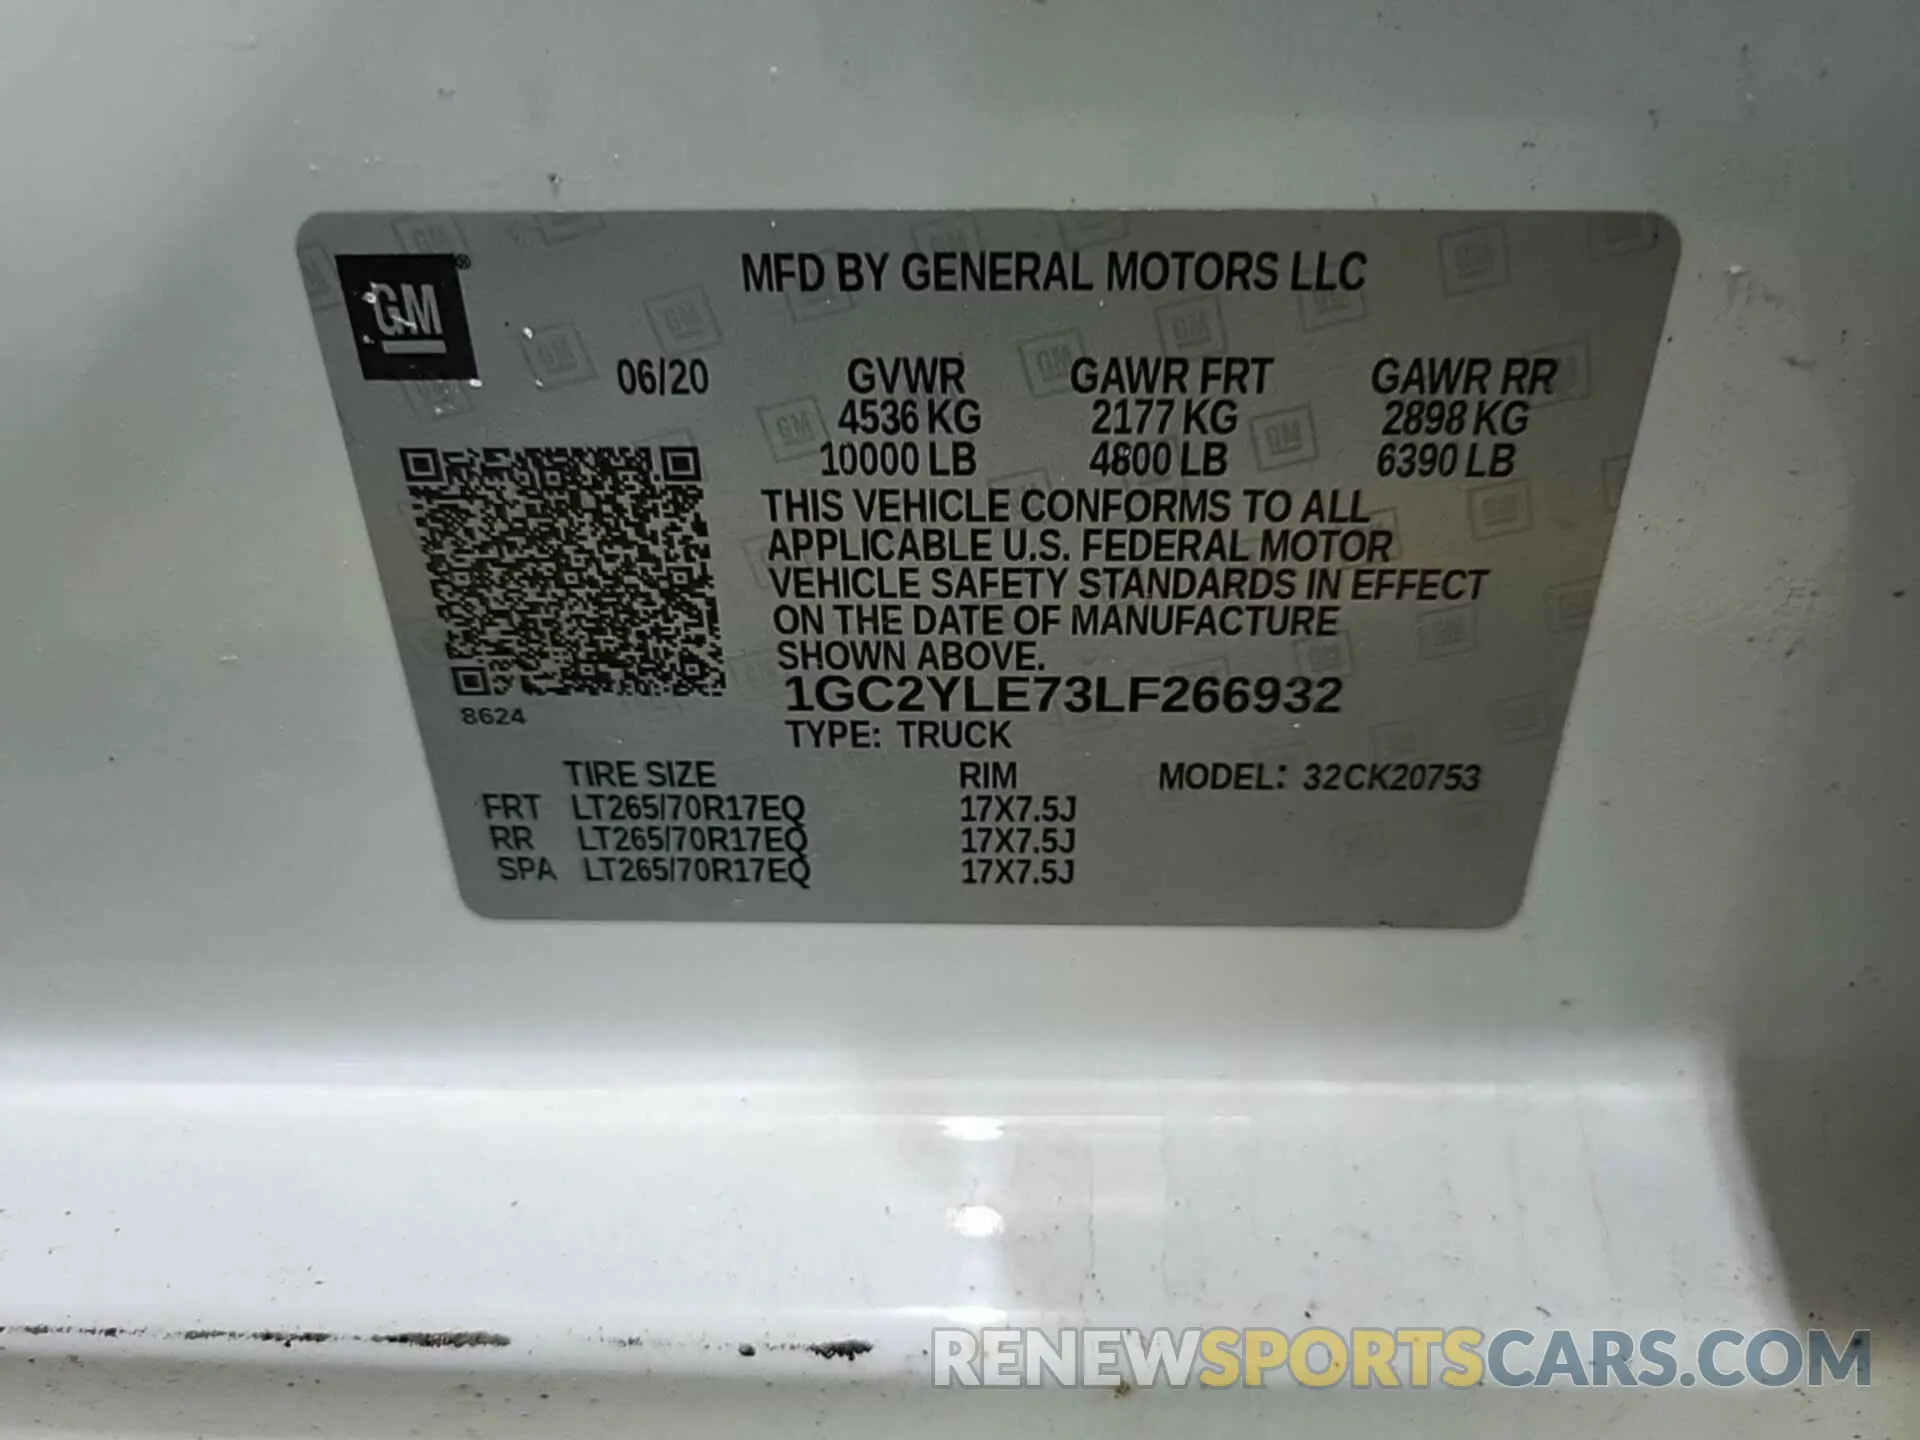 GM®
MFD BY GENERAL MOTORS LLC
06/20 GVWR GAWR FRT GAWR RR
4536 KG 2177 KG 2898 KG
10000 LB 4800 LB 6390 LB
THIS VEHICLE CONFORMS TO ALL
APPLICABLE U.S. FEDERAL MOTOR
VEHICLE SAFETY STANDARDS IN EFFECT
ON THE DATE OF MANUFACTURE
SHOWN ABOVE.
1GC2YLE73LF266932
8624
TYPE: TRUCK
TIRE SIZE RIM MODEL: 32CK20753
FRT LT265/70R17EQ 17X7.5J
RR LT265/70R17EQ 17X7.5J
SPA LT265/70R17EQ 17X7.5J
RENEWSPORTSCARS.COM